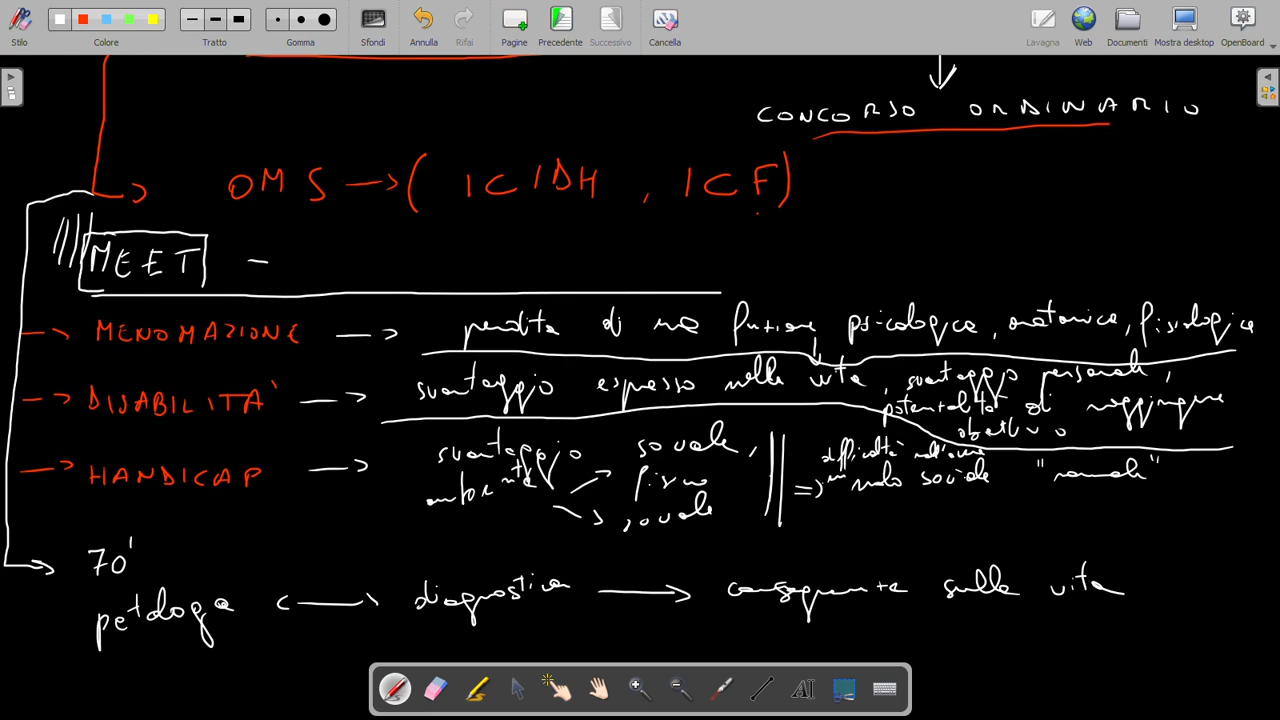 Stilo Colore Tratto Gomma Sfondi Annulla Rifai Pagine Precedente Successivo Cancella Lavagna Web Documenti Mostra desktop OpenBoard
CONCORSO ORDINARIO
OMS → ( ICIDH , ICF )
MEET –
→ MENOMAZIONE → perdita di una funzione psicologica, anatomica, fisiologica
→ DISABILITA' → svantaggio espresso nella vita, svantaggio personale,
potenzialità di raggiungere
obiettivo
→ HANDICAP → svantaggio sociale,
ambiente fisico
→ sociale
difficoltà nell'avere
=> un ruolo sociale "normale"
→ 70'
patologia <—— diagnostica → conseguente sulla vita